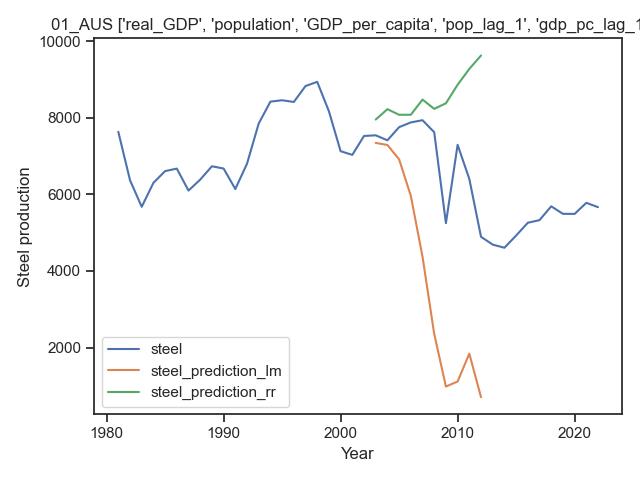 01_AUS ['real_GDP', 'population', 'GDP_per_capita', 'pop_lag_1', 'gdp_pc_lag_1
10000
8000
6000
4000
2000
Steel production
steel
steel_prediction_lm
steel_prediction_rr
1980 1990 2000 2010 2020
Year